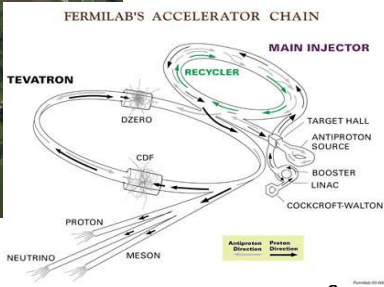 FERMILAB'S ACCELERATOR CHAIN
MAIN INJECTOR
RECYCLER
TEVATRON
DZERO
TARGET HALL
ANTIPROTON
SOURCE
CDF
BOOSTER
LINAC
COCKCROFT-WALTON
PROTON
Antiproton Proton
Direction Direction
MESON
NEUTRINO